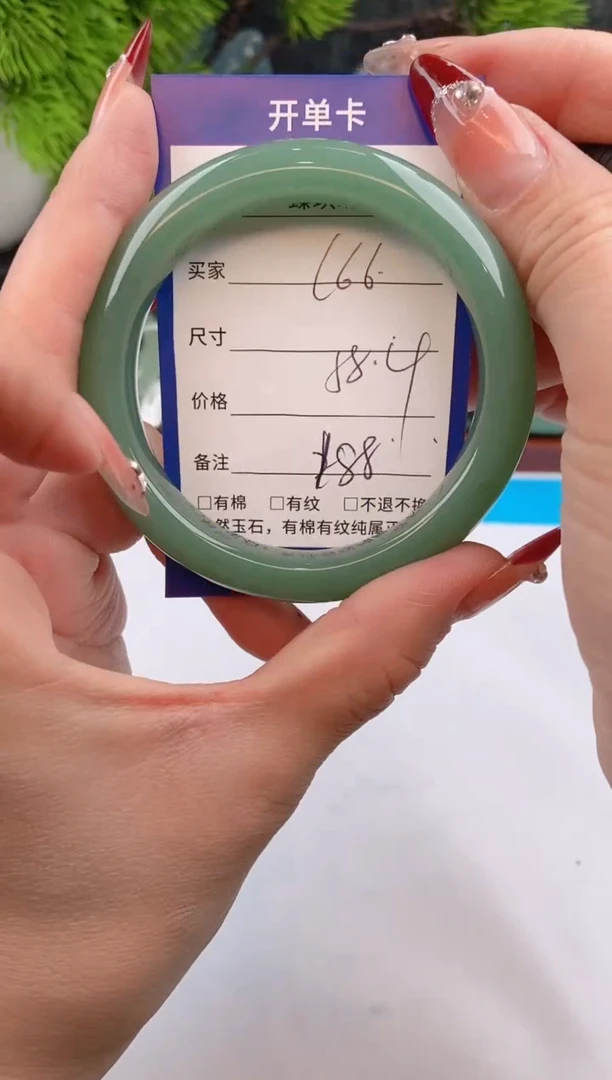 开单卡
买家 666
尺寸 58.4
价格
备注 188
□有棉 □有纹 □不退不换
然玉石，有棉有纹纯属正